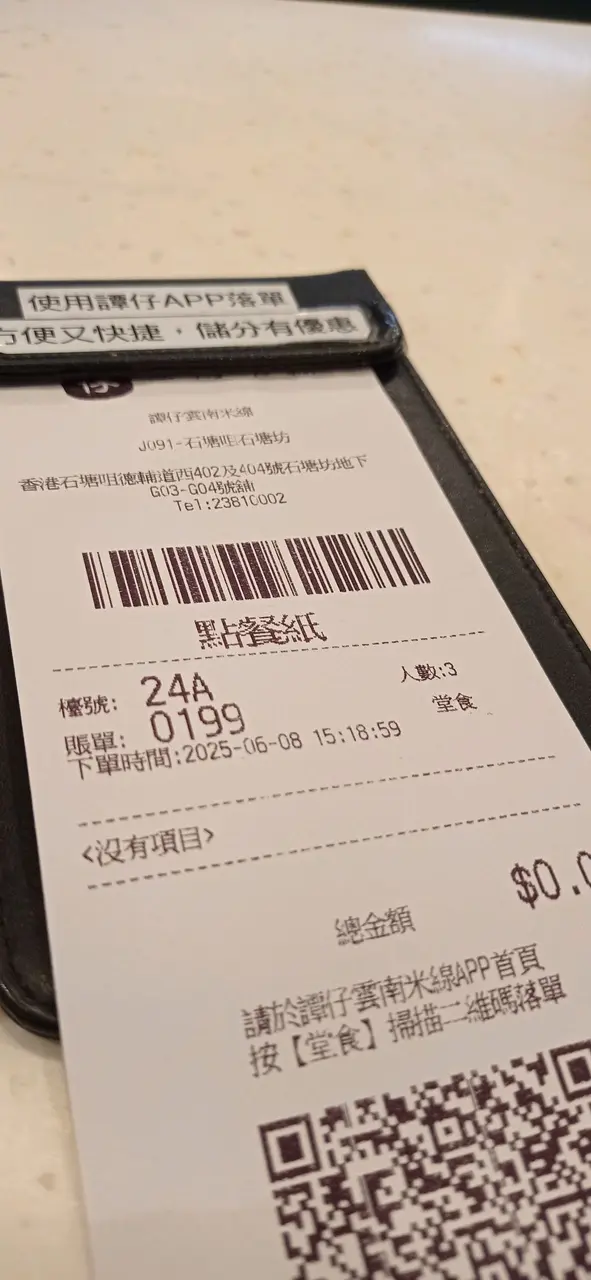 使用譚仔APP落單
方便又快捷，儲分有優惠
譚仔雲南米線
J091-石塘咀石塘坊
香港石塘咀德輔道西402及404號石塘坊地下
G03-G04號舖
Tel:23810002
點餐紙
檯號: 24A
人數:3
賬單: 0199
堂食
下單時間:2025-06-08 15:18:59
<沒有項目>
總金額 $0.0
請於譚仔雲南米線APP首頁
按【堂食】掃描二維碼落單